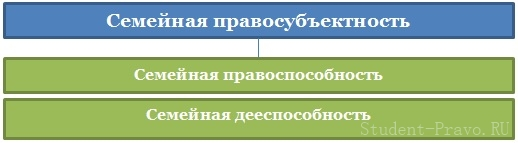 Семейная правосубъектность
Семейная правоспособность
Семейная дееспособность
Student-Pravo.RU